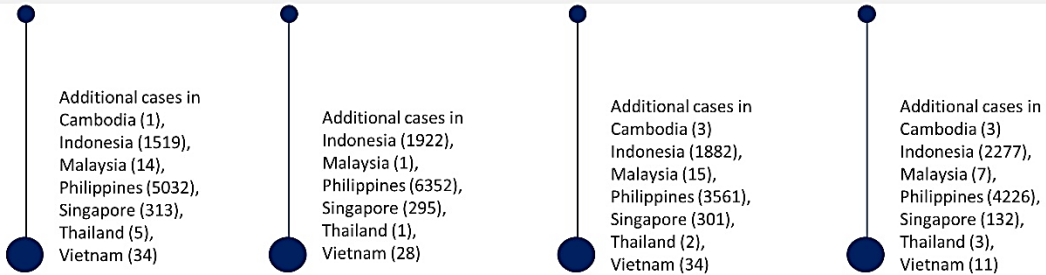 Additional cases in
Cambodia (1),
Indonesia (1519),
Malaysia (14),
Philippines (5032),
Singapore (313),
Thailand (5),
Vietnam (34)
Additional cases in
Indonesia (1922),
Malaysia (1),
Philippines (6352),
Singapore (295),
Thailand (1),
Vietnam (28)
Additional cases in
Cambodia (3)
Indonesia (1882),
Malaysia (15),
Philippines (3561),
Singapore (301),
Thailand (2),
Vietnam (34)
Additional cases in
Cambodia (3)
Indonesia (2277),
Malaysia (7),
Philippines (4226),
Singapore (132),
Thailand (3),
Vietnam (11)